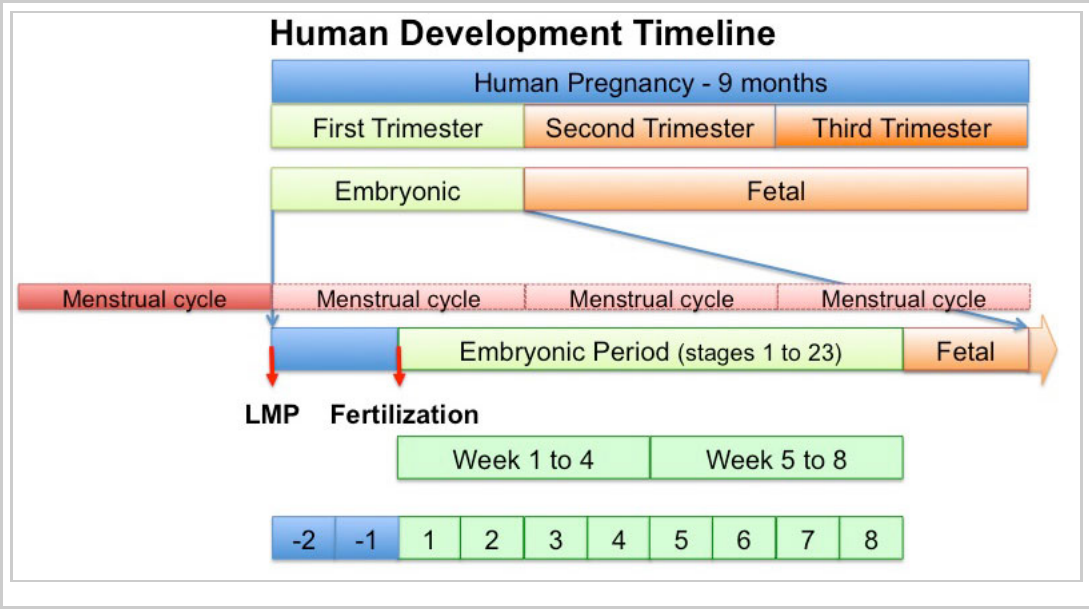 Human Development Timeline
Human Pregnancy - 9 months
First Trimester Second Trimester Third Trimester
Embryonic Fetal
Menstrual cycle Menstrual cycle Menstrual cycle Menstrual cycle
Embryonic Period (stages 1 to 23) Fetal
LMP Fertilization
Week 1 to 4 Week 5 to 8
-2 -1 1 2 3 4 5 6 7 8